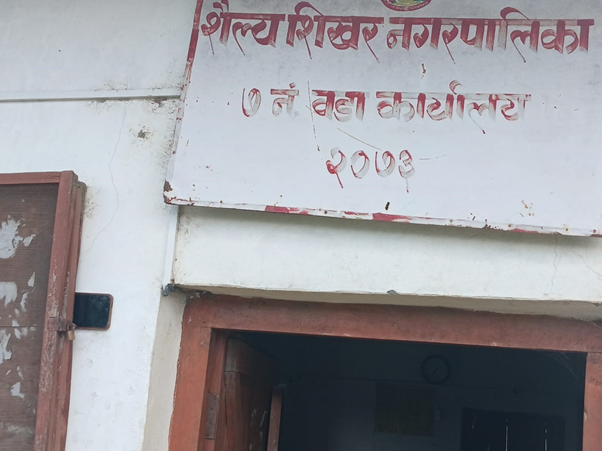 शैल्य शिखर नगरपालिका
७ नं. वडा कार्यालय
२०७३